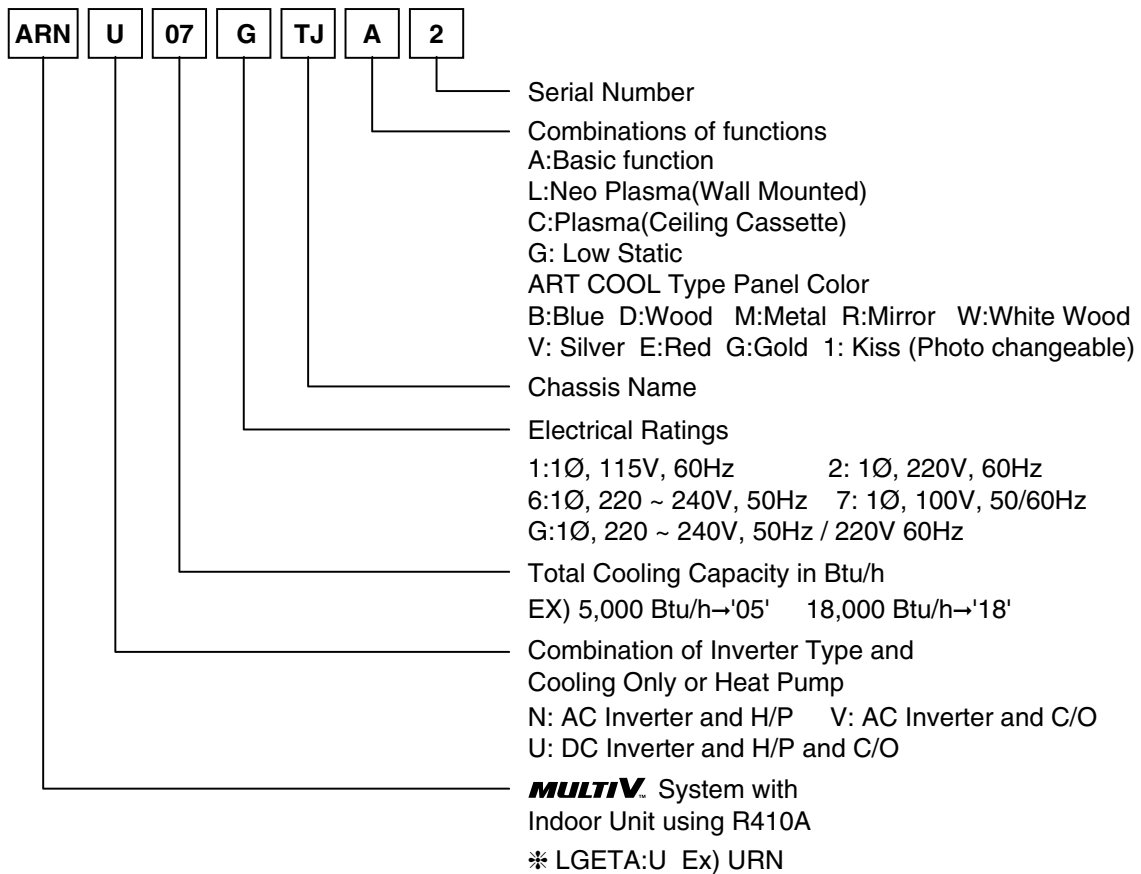 ARN U 07 G TJ A 2
Serial Number
Combinations of functions
A:Basic function
L:Neo Plasma(Wall Mounted)
C:Plasma(Ceiling Cassette)
G: Low Static
ART COOL Type Panel Color
B:Blue D:Wood M:Metal R:Mirror W:White Wood
V: Silver E:Red G:Gold 1: Kiss (Photo changeable)
Chassis Name
Electrical Ratings
1:1Ø, 115V, 60Hz 2: 1Ø, 220V, 60Hz
6:1Ø, 220 ~ 240V, 50Hz 7: 1Ø, 100V, 50/60Hz
G:1Ø, 220 ~ 240V, 50Hz / 220V 60Hz
Total Cooling Capacity in Btu/h
EX) 5,000 Btu/h→'05' 18,000 Btu/h→'18'
Combination of Inverter Type and
Cooling Only or Heat Pump
N: AC Inverter and H/P V: AC Inverter and C/O
U: DC Inverter and H/P and C/O
MULTI V™ System with
Indoor Unit using R410A
❈ LGETA:U Ex) URN